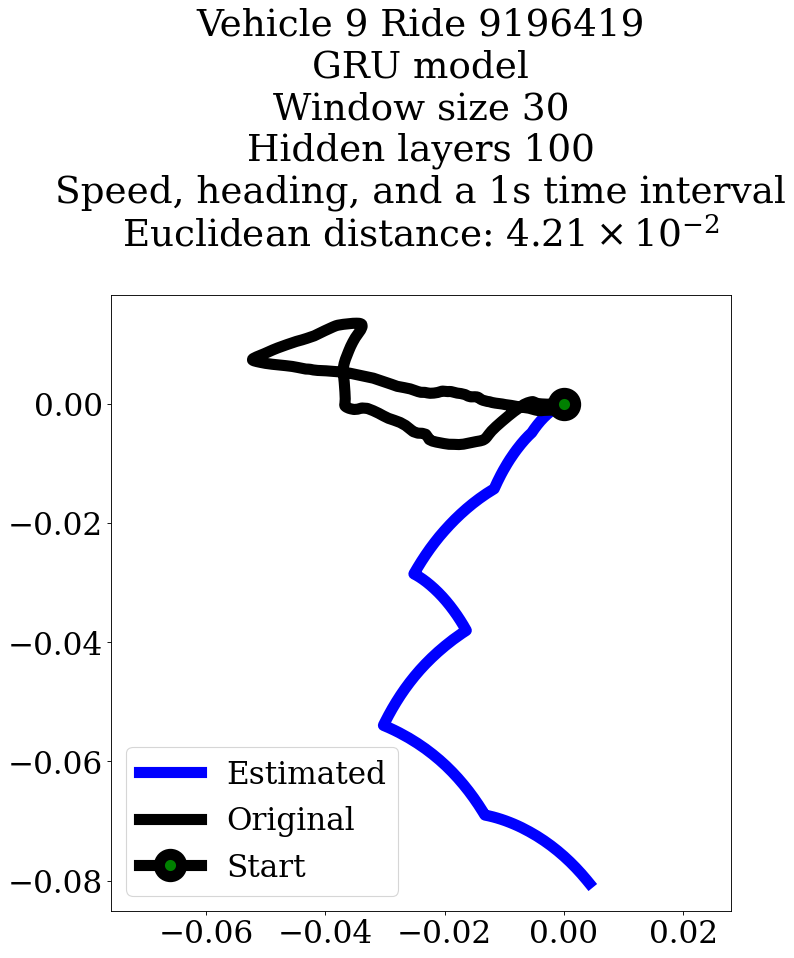 Vehicle 9 Ride 9196419
GRU model
Window size 30
Hidden layers 100
Speed, heading, and a 1s time interval
Euclidean distance: 4.21 × 10⁻²
0.00
−0.02
−0.04
−0.06
−0.08
Estimated
Original
Start
−0.06 −0.04 −0.02 0.00 0.02